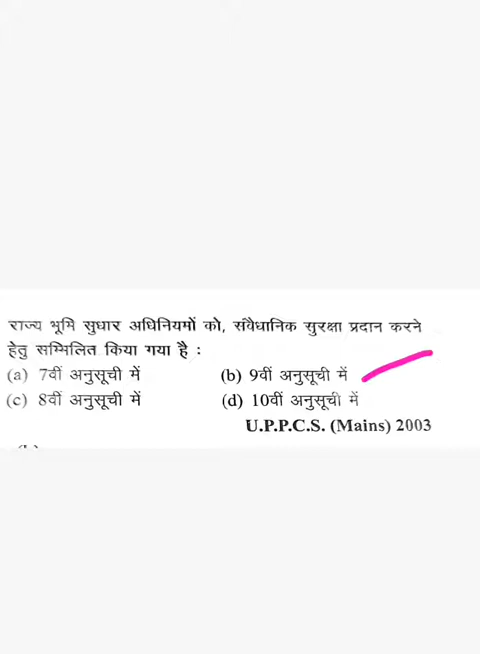 राज्य भूमि सुधार अधिनियमों को, संवैधानिक सुरक्षा प्रदान करने
हेतु सम्मिलित किया गया है :
(a) 7वीं अनुसूची में (b) 9वीं अनुसूची में
(c) 8वीं अनुसूची में (d) 10वीं अनुसूची में
U.P.P.C.S. (Mains) 2003